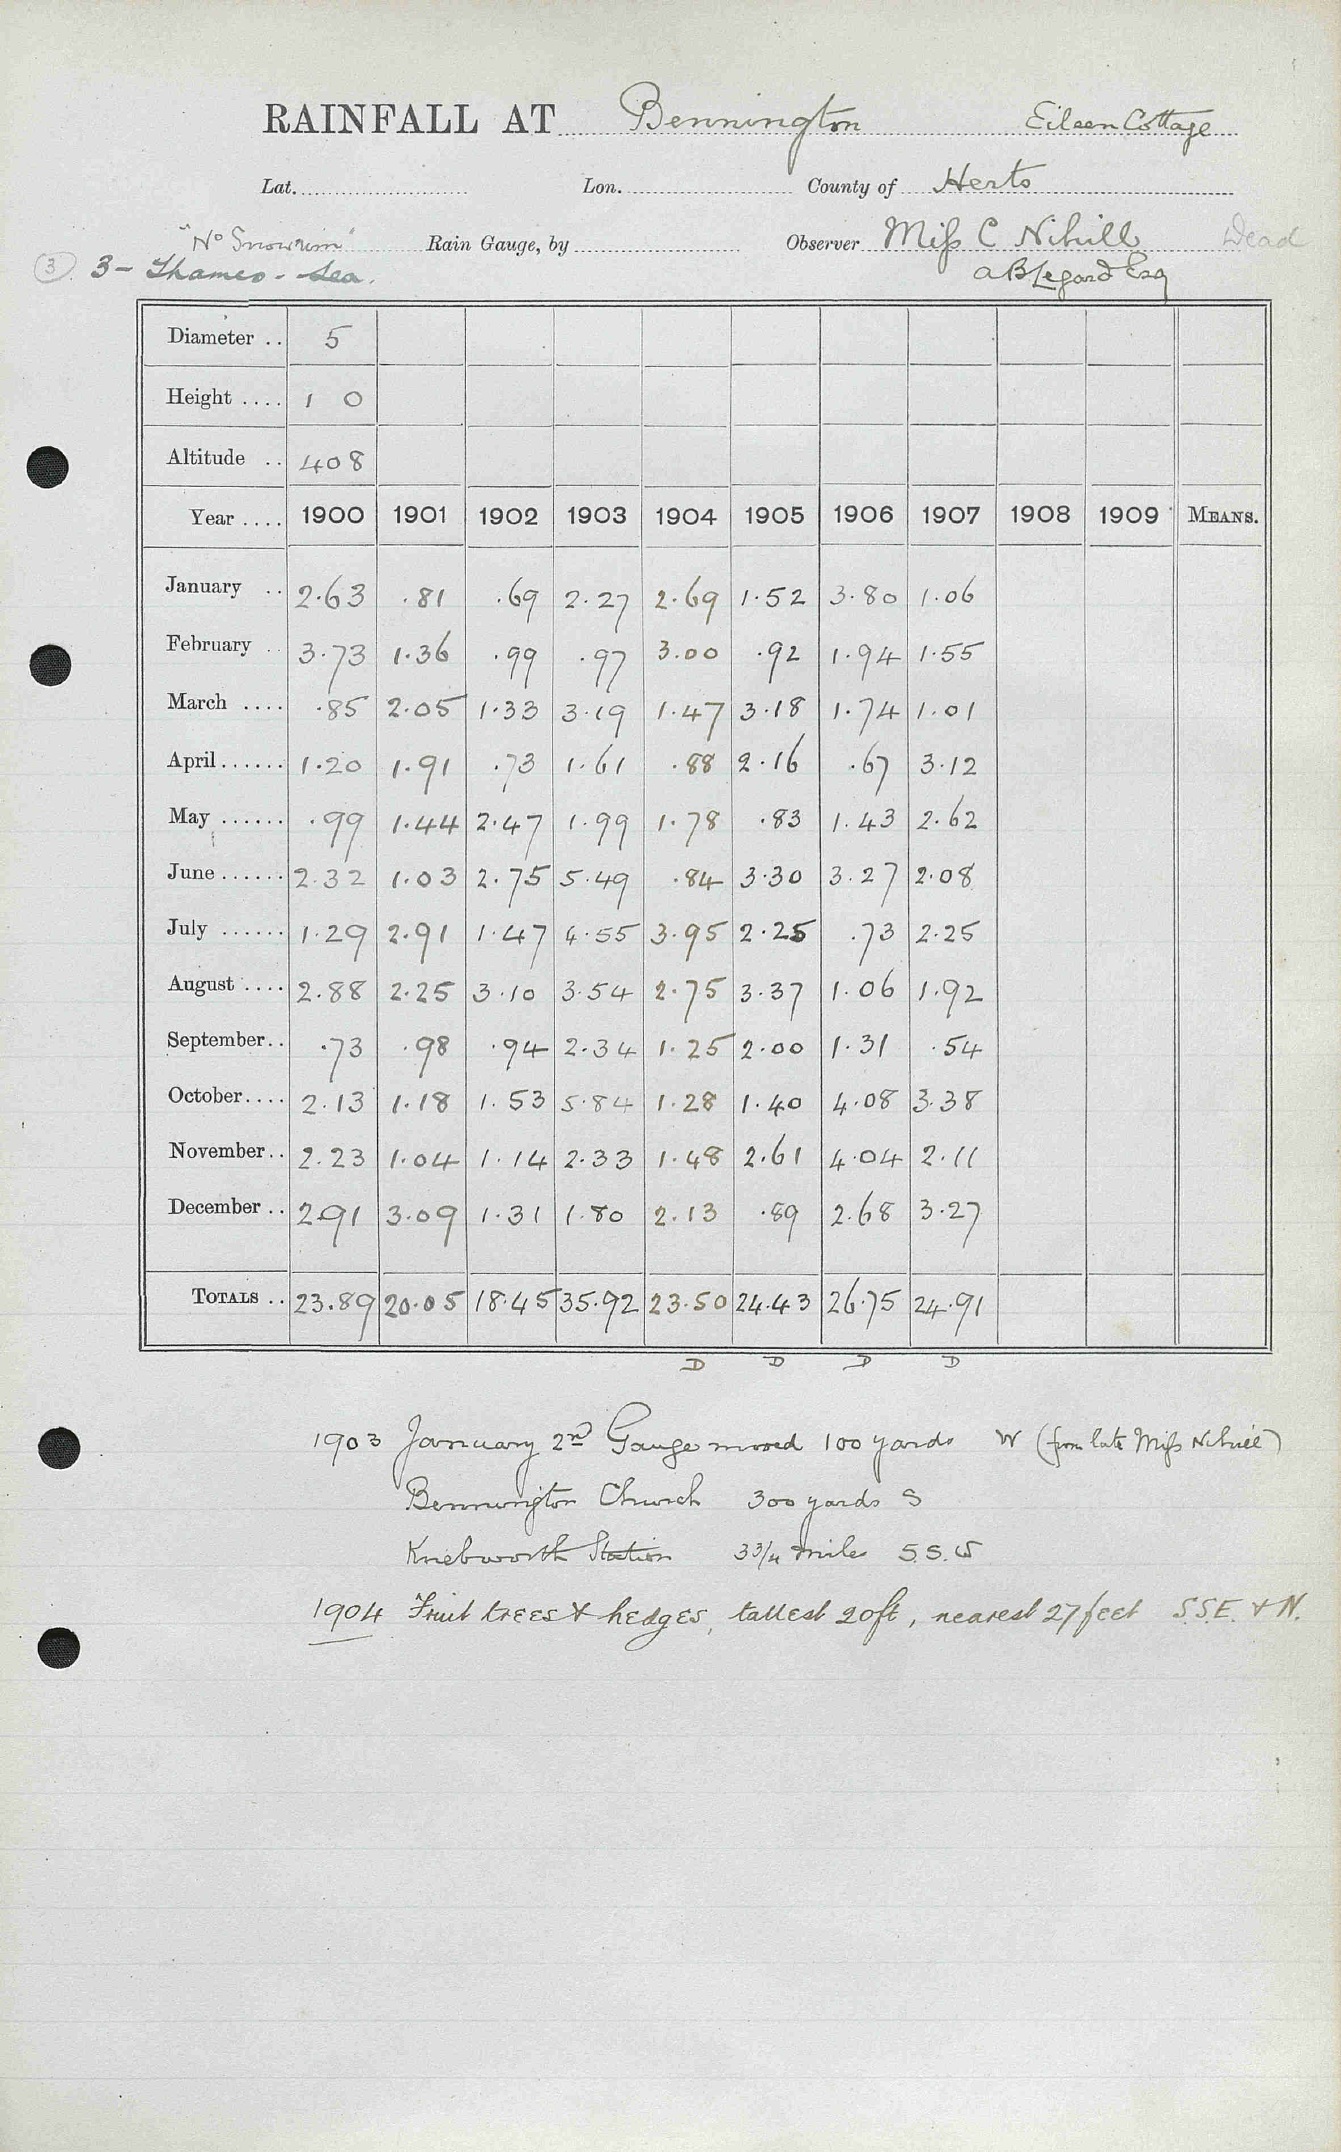 RAINFALL AT Bennington Eileen Cottage
Lat. Lon. County of Herts
"No Snowrim" Rain Gauge, by Observer Miss C Nihill Dead
(3) 3 - Thames - Sea. A B Legard Esq
Diameter .. 5
Height .... 1 0
Altitude .. 408
Year .... 1900 1901 1902 1903 1904 1905 1906 1907 1908 1909 MEANS.
January .. 2.63 .81 .69 2.27 2.69 1.52 3.80 1.06
February .. 3.73 1.36 .99 .97 3.00 .92 1.94 1.55
March .... .85 2.05 1.33 3.19 1.47 3.18 1.74 1.01
April ...... 1.20 1.91 .73 1.61 .88 2.16 .67 3.12
May ...... .99 1.44 2.47 1.99 1.78 .83 1.43 2.62
June ...... 2.32 1.03 2.75 5.49 .84 3.30 3.27 2.08
July ...... 1.29 2.91 1.47 4.55 3.95 2.25 .73 2.25
August .... 2.88 2.25 3.10 3.54 2.75 3.37 1.06 1.92
September .. .73 .98 .94 2.34 1.25 2.00 1.31 .54
October .... 2.13 1.18 1.53 5.84 1.28 1.40 4.08 3.38
November .. 2.23 1.04 1.14 2.33 1.48 2.61 4.04 2.11
December .. 2.91 3.09 1.31 1.80 2.13 .89 2.68 3.27
TOTALS .. 23.89 20.05 18.45 35.92 23.50 24.43 26.75 24.91
D D D D
1903 January 2nd Gauge moved 100 yards W (from late Miss Nihill)
Bennington Church 300 yards S
Knebworth Station 3 3/4 miles S.S.W
1904 Fruit trees & hedges, tallest 20ft, nearest 27 feet S.S.E. & N.